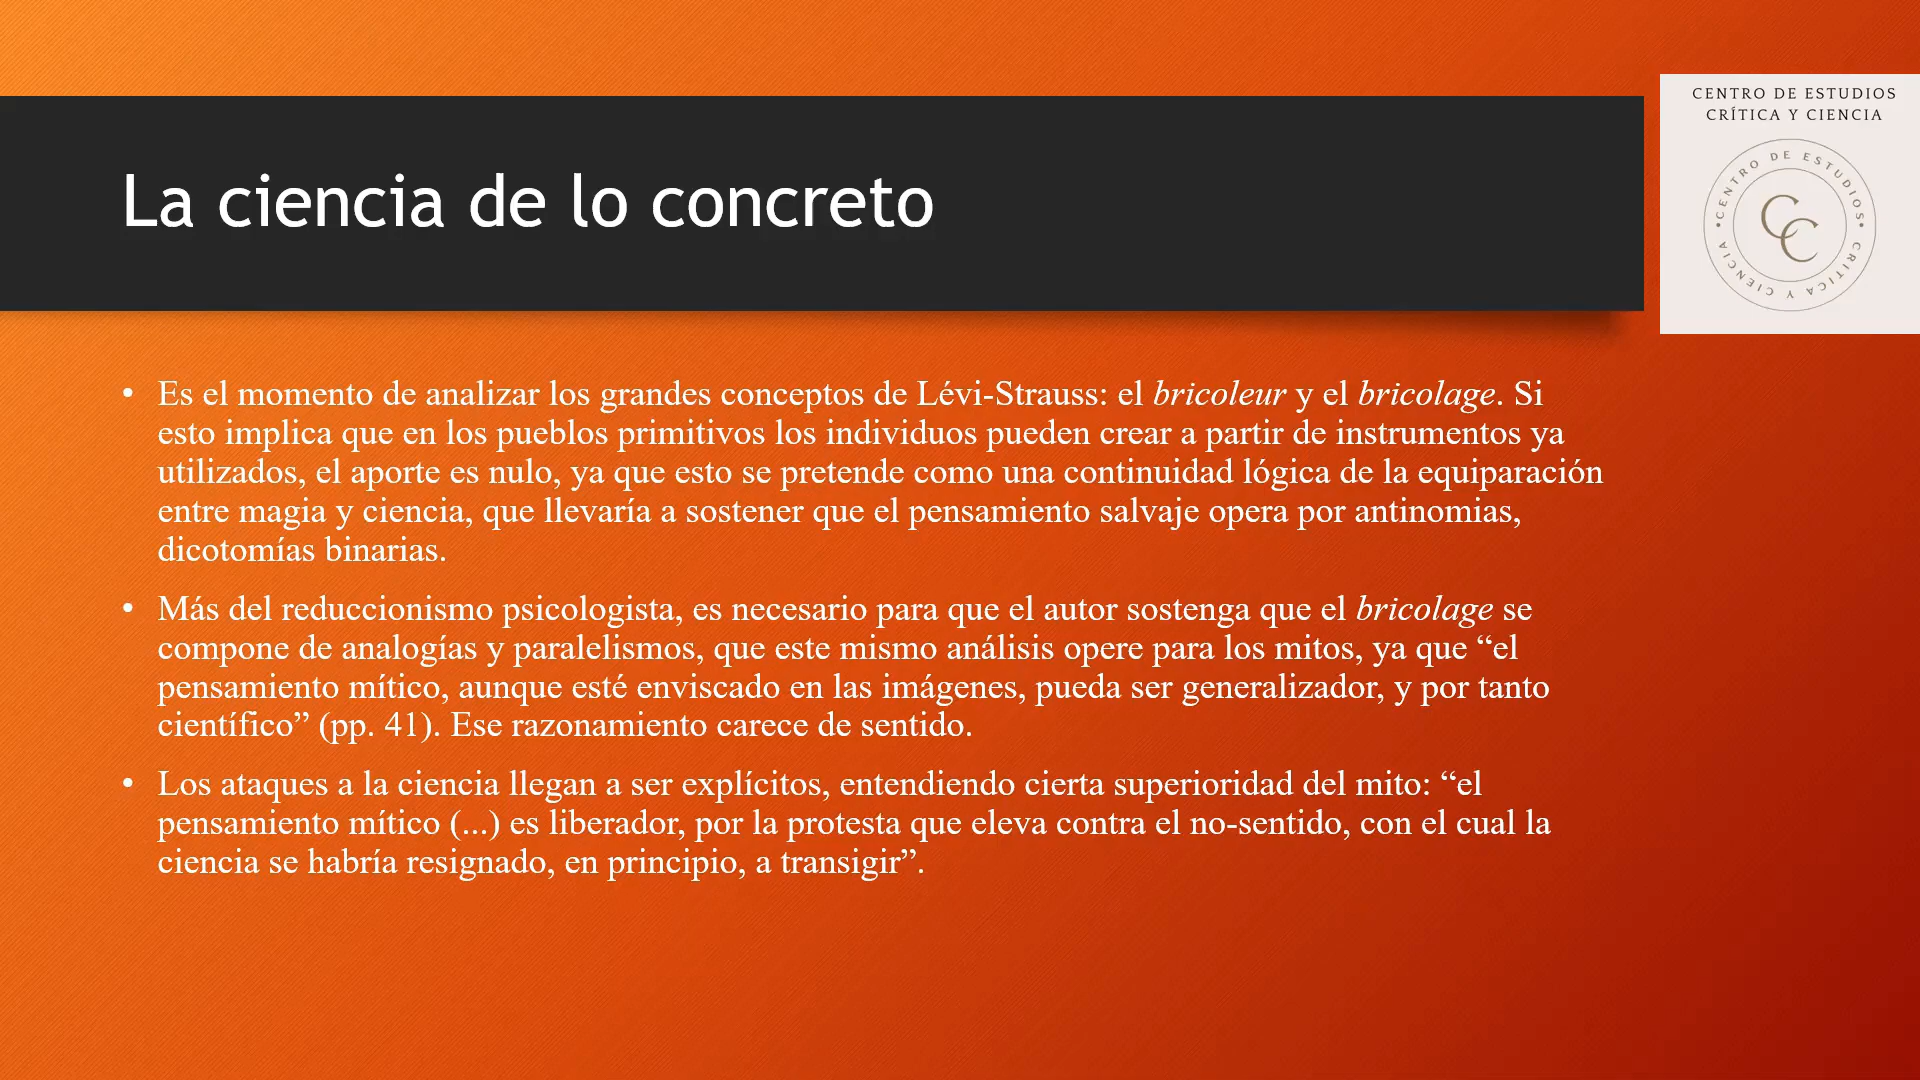 CENTRO DE ESTUDIOS
CRÍTICA Y CIENCIA
CENTRO DE ESTUDIOS • CRÍTICA Y CIENCIA •
CC
La ciencia de lo concreto
• Es el momento de analizar los grandes conceptos de Lévi-Strauss: el bricoleur y el bricolage. Si
esto implica que en los pueblos primitivos los individuos pueden crear a partir de instrumentos ya
utilizados, el aporte es nulo, ya que esto se pretende como una continuidad lógica de la equiparación
entre magia y ciencia, que llevaría a sostener que el pensamiento salvaje opera por antinomias,
dicotomías binarias.
• Más del reduccionismo psicologista, es necesario para que el autor sostenga que el bricolage se
compone de analogías y paralelismos, que este mismo análisis opere para los mitos, ya que “el
pensamiento mítico, aunque esté enviscado en las imágenes, pueda ser generalizador, y por tanto
científico” (pp. 41). Ese razonamiento carece de sentido.
• Los ataques a la ciencia llegan a ser explícitos, entendiendo cierta superioridad del mito: “el
pensamiento mítico (...) es liberador, por la protesta que eleva contra el no-sentido, con el cual la
ciencia se habría resignado, en principio, a transigir”.